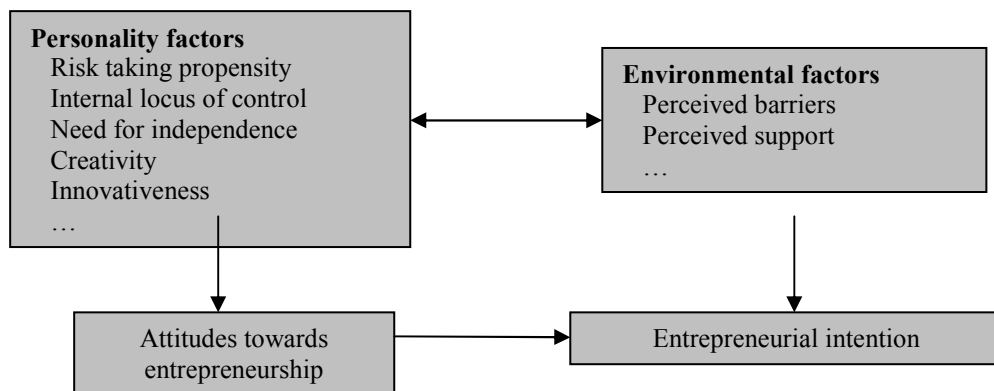 Personality factors
Risk taking propensity
Internal locus of control
Need for independence
Creativity
Innovativeness
…
Environmental factors
Perceived barriers
Perceived support
…
Attitudes towards
entrepreneurship
Entrepreneurial intention